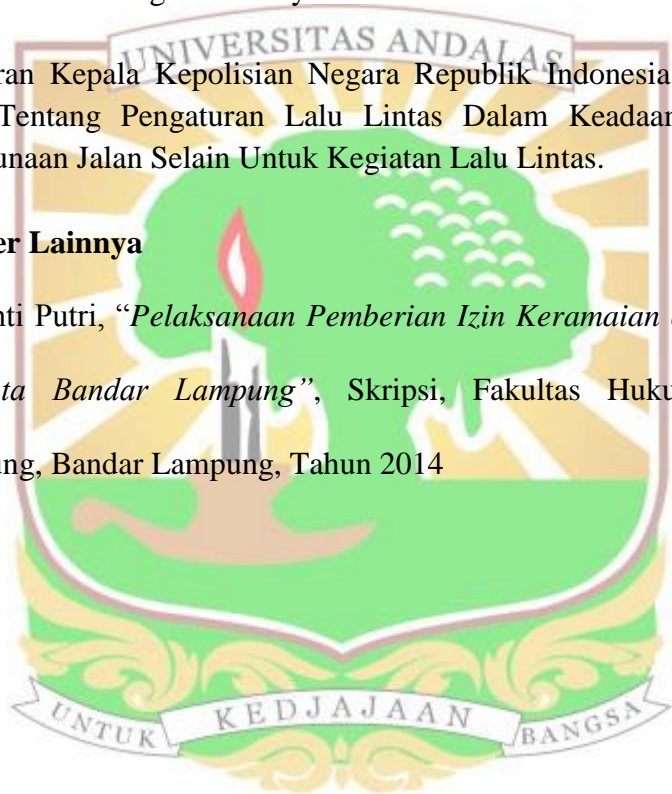 UNIVERSITAS ANDALAS
ran Kepala Kepolisian Negara Republik Indonesia
Tentang Pengaturan Lalu Lintas Dalam Keadaan
unaan Jalan Selain Untuk Kegiatan Lalu Lintas.
er Lainnya
nti Putri, “Pelaksanaan Pemberian Izin Keramaian
ta Bandar Lampung”, Skripsi, Fakultas Huku
ung, Bandar Lampung, Tahun 2014
UNTUK KEDJAJAAN BANGSA